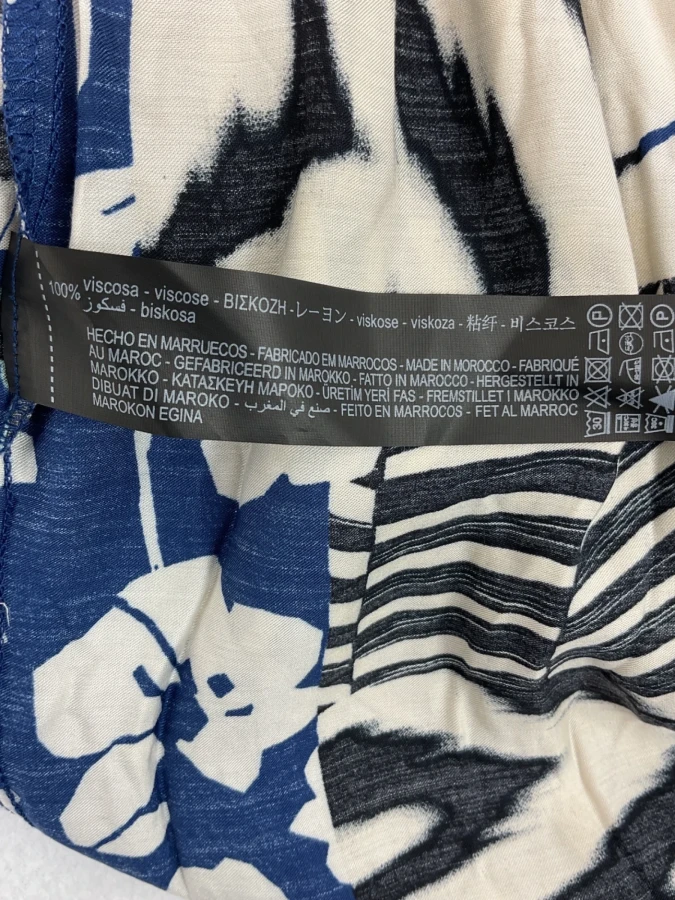 100% viscosa - viscose - ΒΙΣΚΟΖΗ - レーヨン - viskose - viskoza - 粘纤 - 비스코스
فسكوز - biskosa
HECHO EN MARRUECOS - FABRICADO EM MARROCOS - MADE IN MOROCCO - FABRIQUÉ
AU MAROC - GEFABRICEERD IN MAROKKO - FATTO IN MAROCCO - HERGESTELLT IN
MAROKKO - ΚΑΤΑΣΚΕΥΗ ΜΑΡΟΚΟ - ÜRETİM YERİ FAS - FREMSTILLET I MAROKKO
DIBUAT DI MAROKO - صنع في المغرب - FEITO EN MARROCOS - FET AL MARROC
MAROKON EGINA
P
P
30